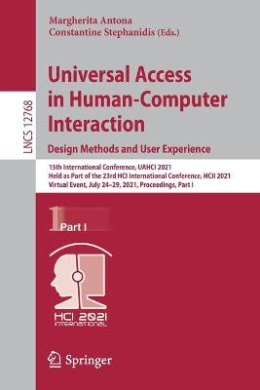 Margherita Antona
Constantine Stephanidis (Eds.)
LNCS 12768
Universal Access
in Human-Computer
Interaction
Design Methods and User Experience
15th International Conference, UAHCI 2021
Held as Part of the 23rd HCI International Conference, HCII 2021
Virtual Event, July 24–29, 2021, Proceedings, Part I
1
Part I
HCI 2021
INTERNATIONAL
Springer